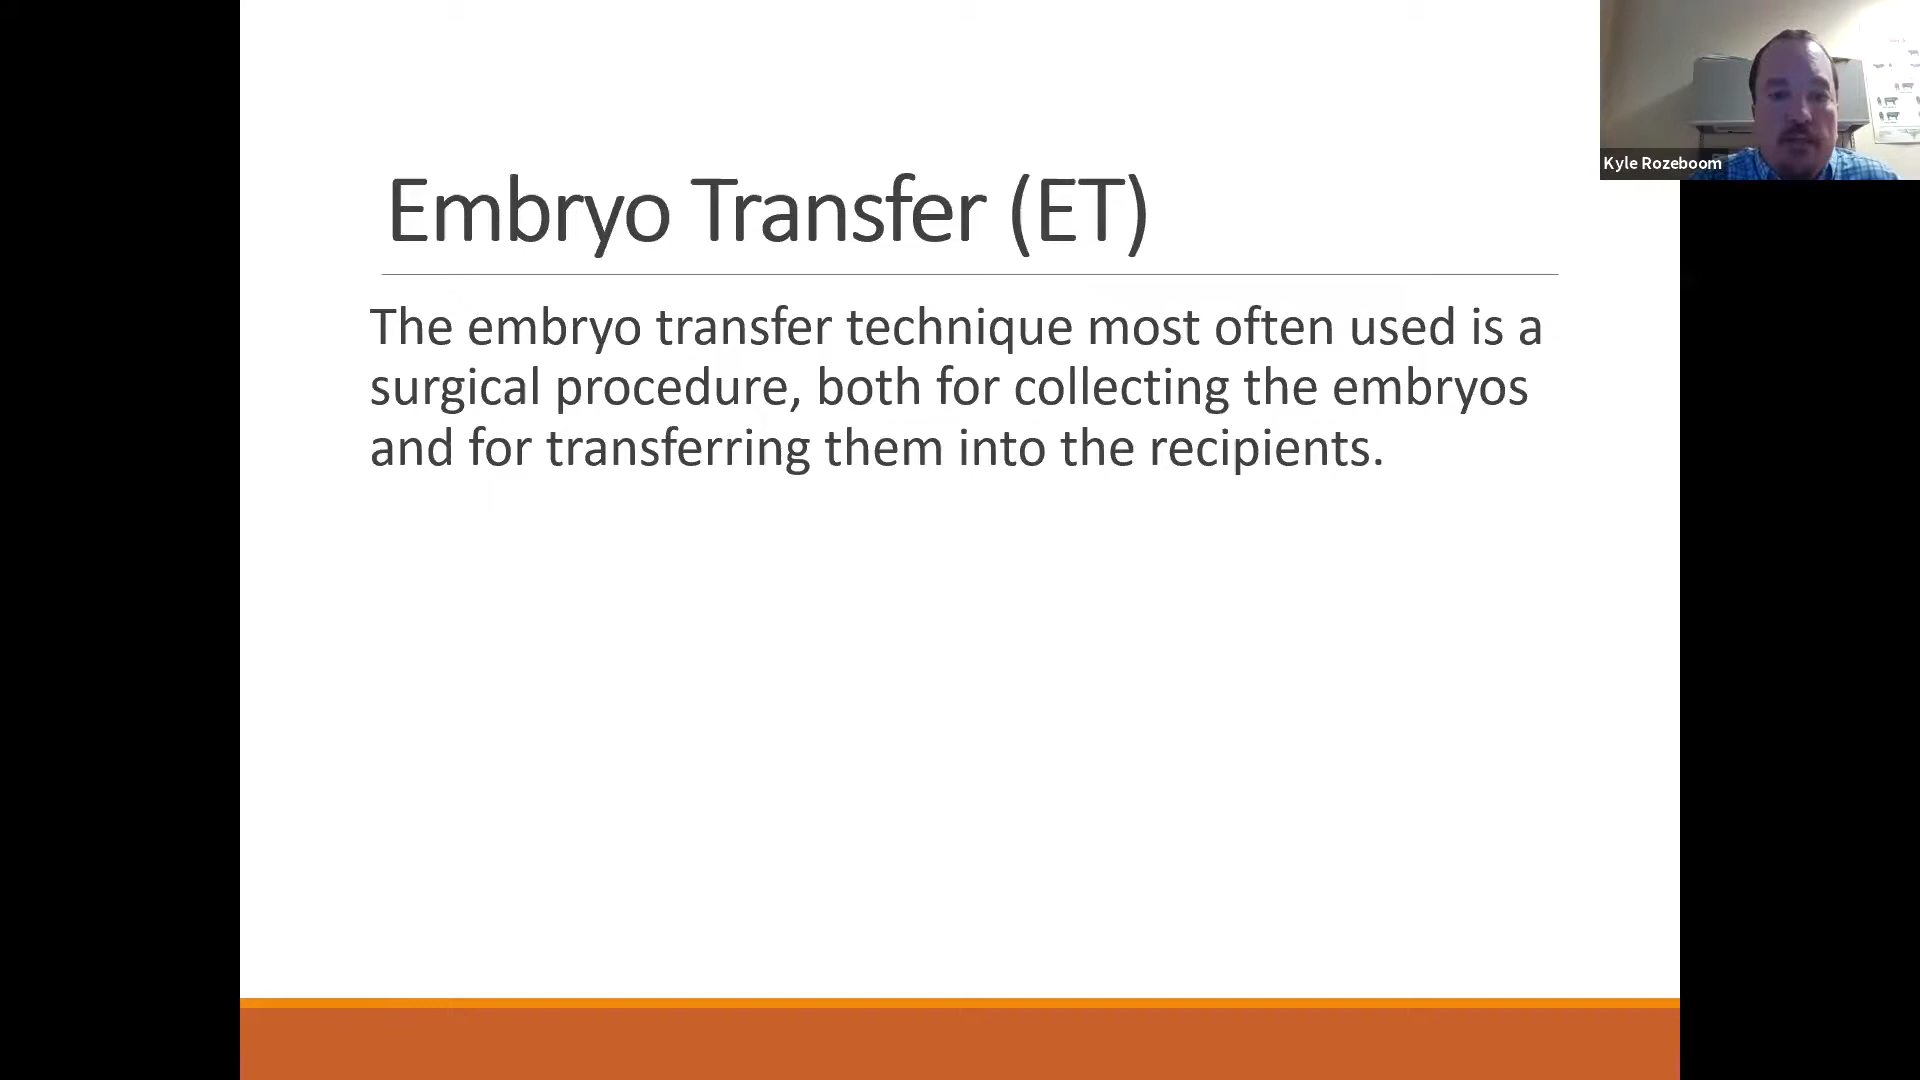 Embryo Transfer (ET)
The embryo transfer technique most often used is a
surgical procedure, both for collecting the embryos
and for transferring them into the recipients.
Kyle Rozeboom